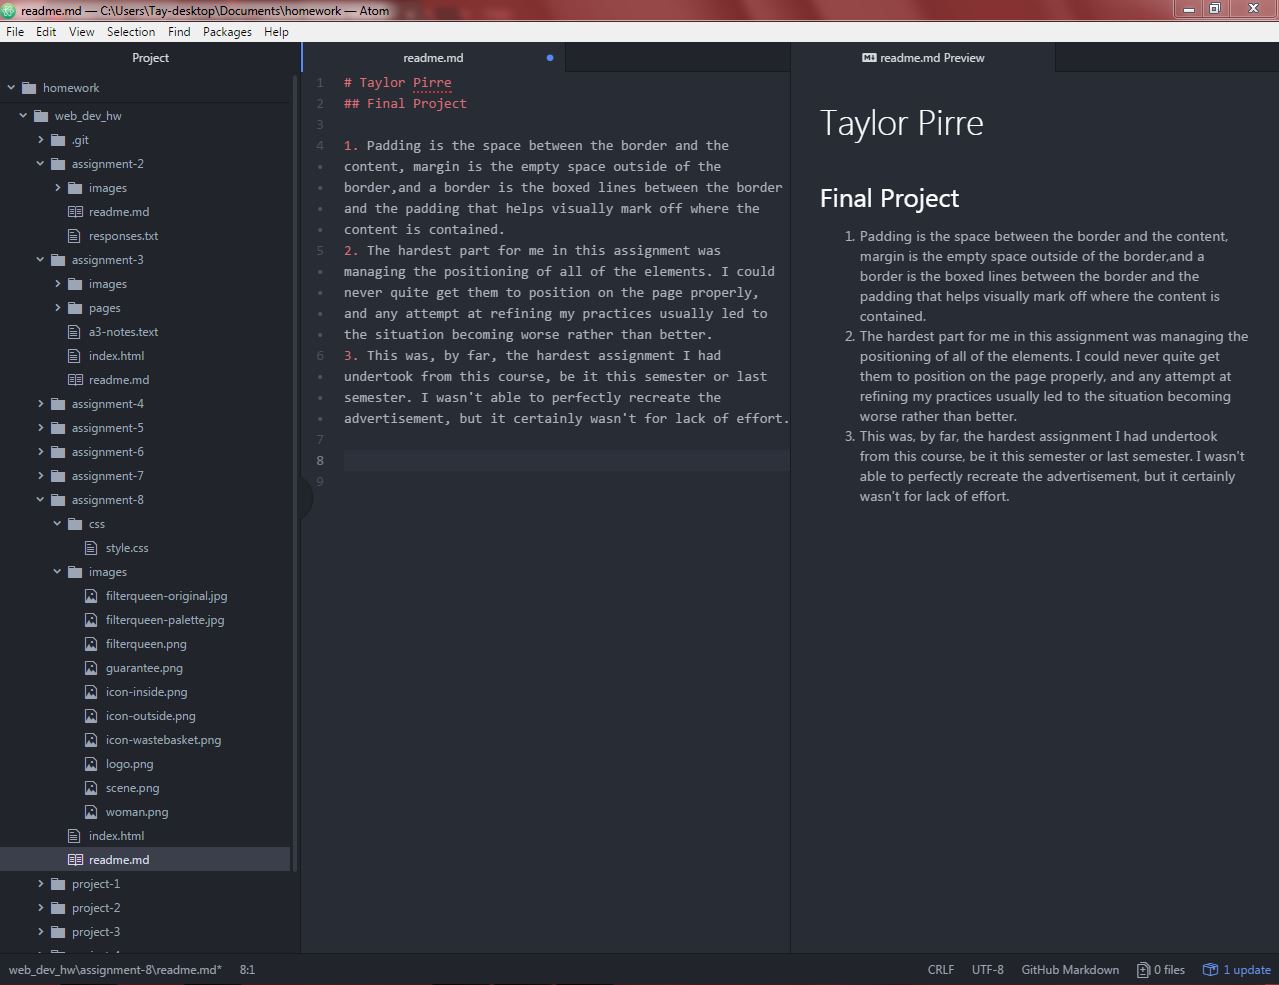 readme.md — C:\Users\Tay-desktop\Documents\homework — Atom
File Edit View Selection Find Packages Help
Project
homework
web_dev_hw
.git
assignment-2
images
readme.md
responses.txt
assignment-3
images
pages
a3-notes.text
index.html
readme.md
assignment-4
assignment-5
assignment-6
assignment-7
assignment-8
css
style.css
images
filterqueen-original.jpg
filterqueen-palette.jpg
filterqueen.png
guarantee.png
icon-inside.png
icon-outside.png
icon-wastebasket.png
logo.png
scene.png
woman.png
index.html
readme.md
project-1
project-2
project-3
readme.md
1 # Taylor Pirre
2 ## Final Project
3
4 1. Padding is the space between the border and the
• content, margin is the empty space outside of the
• border,and a border is the boxed lines between the border
• and the padding that helps visually mark off where the
• content is contained.
5 2. The hardest part for me in this assignment was
• managing the positioning of all of the elements. I could
• never quite get them to position on the page properly,
• and any attempt at refining my practices usually led to
• the situation becoming worse rather than better.
6 3. This was, by far, the hardest assignment I had
• undertook from this course, be it this semester or last
• semester. I wasn't able to perfectly recreate the
• advertisement, but it certainly wasn't for lack of effort.
7
8
9
readme.md Preview
Taylor Pirre
Final Project
1. Padding is the space between the border and the content,
margin is the empty space outside of the border,and a
border is the boxed lines between the border and the
padding that helps visually mark off where the content is
contained.
2. The hardest part for me in this assignment was managing the
positioning of all of the elements. I could never quite get
them to position on the page properly, and any attempt at
refining my practices usually led to the situation becoming
worse rather than better.
3. This was, by far, the hardest assignment I had undertook
from this course, be it this semester or last semester. I wasn't
able to perfectly recreate the advertisement, but it certainly
wasn't for lack of effort.
web_dev_hw\assignment-8\readme.md* 8:1 CRLF UTF-8 GitHub Markdown 0 files 1 update